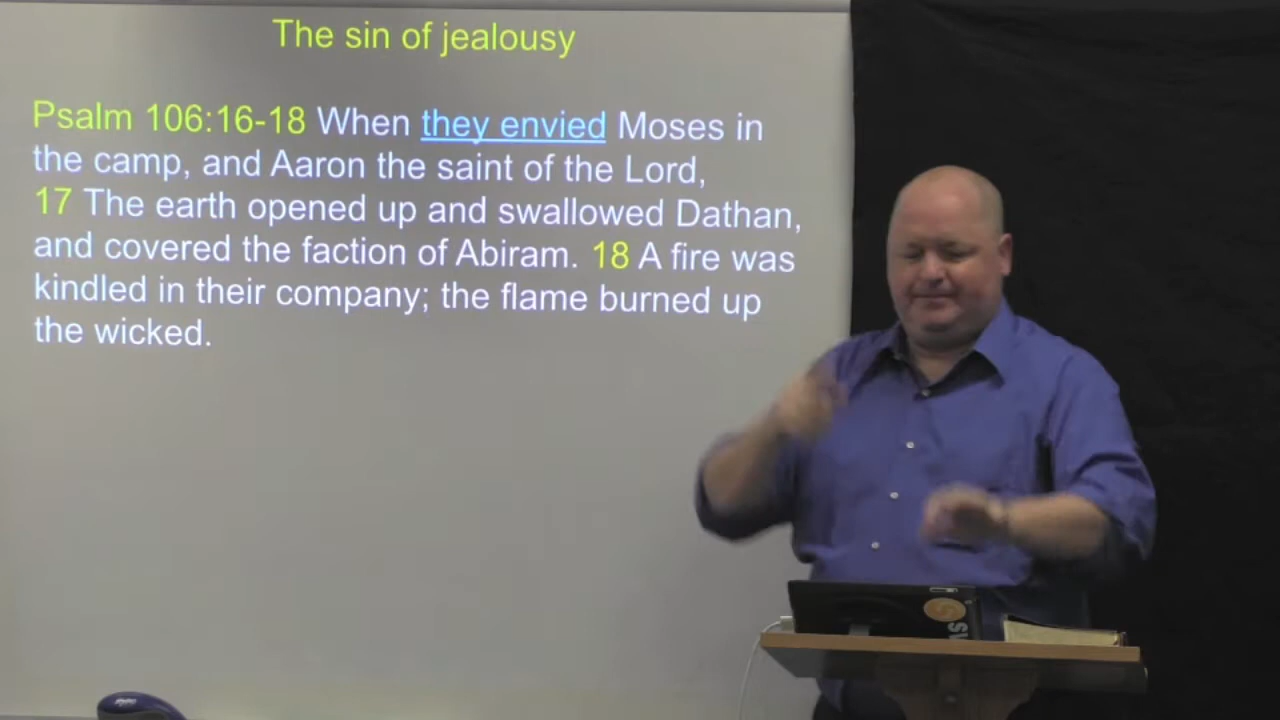 The sin of jealousy
Psalm 106:16-18 When they envied Moses in
the camp, and Aaron the saint of the Lord,
17 The earth opened up and swallowed Dathan,
and covered the faction of Abiram. 18 A fire was
kindled in their company; the flame burned up
the wicked.